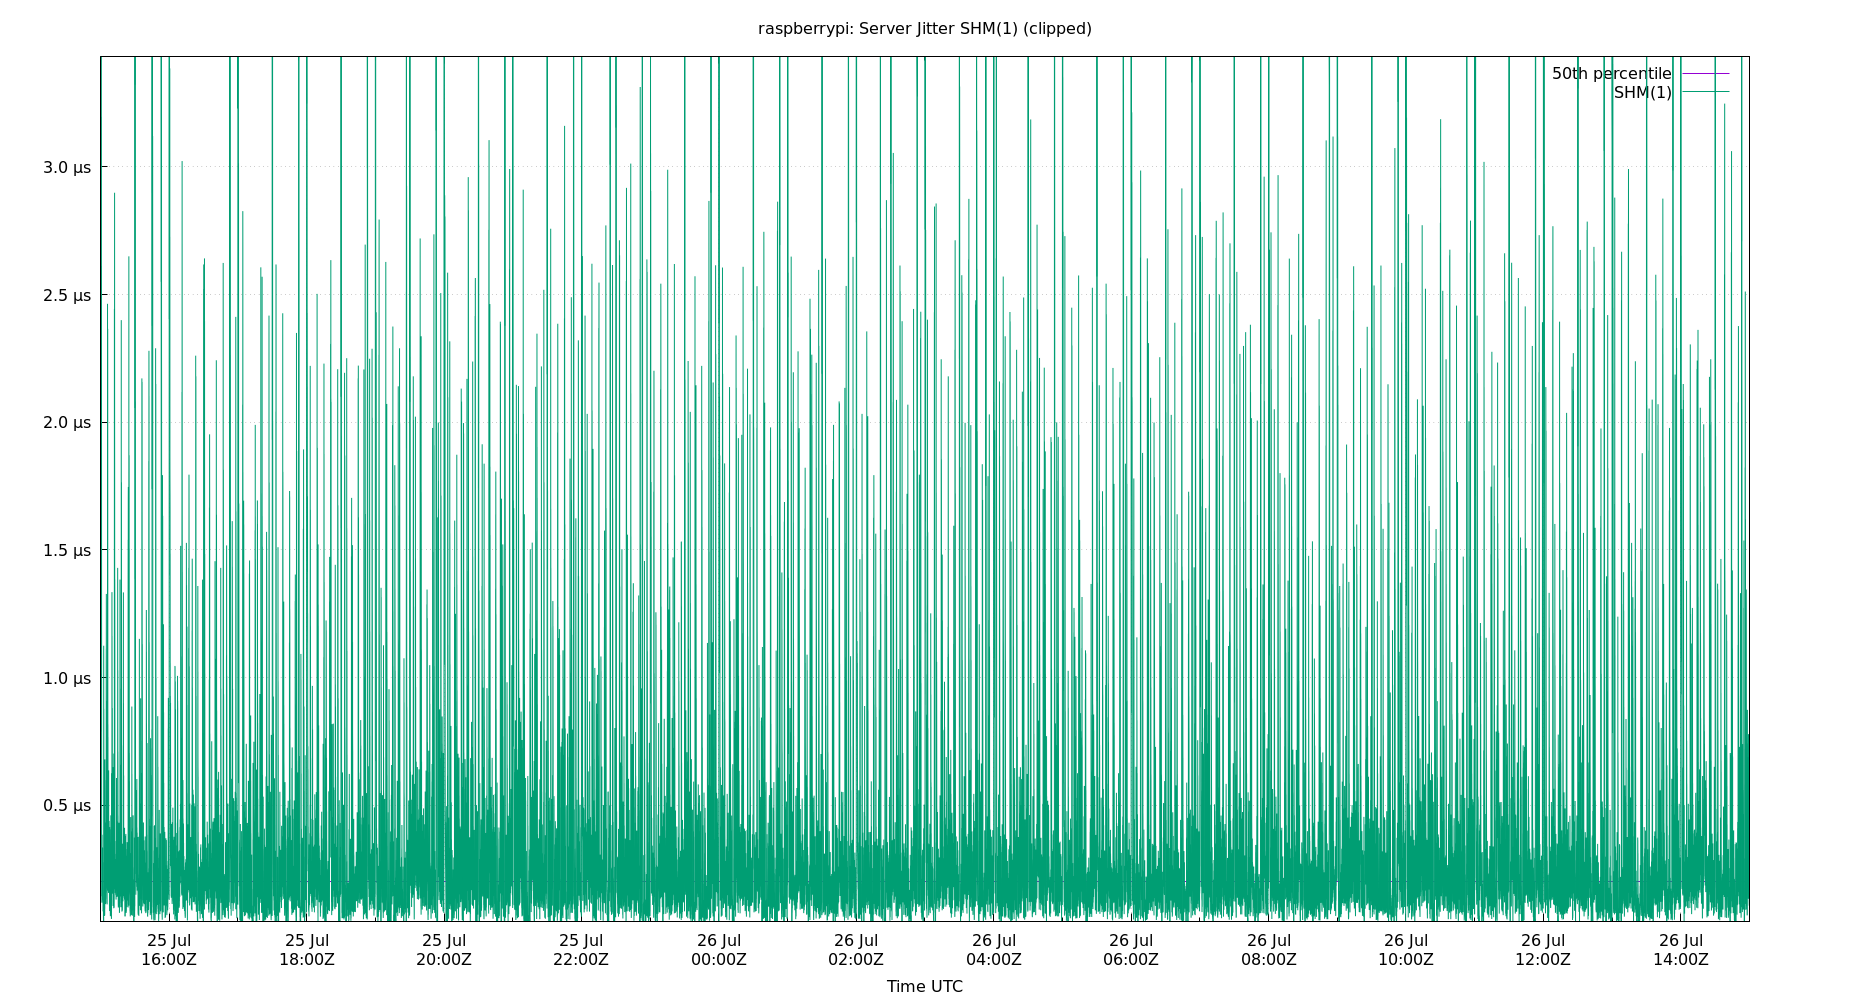 raspberrypi: Server Jitter SHM(1) (clipped)
50th percentile
SHM(1)
3.0 μs
2.5 μs
2.0 μs
1.5 μs
1.0 μs
0.5 μs
25 Jul 25 Jul 25 Jul 25 Jul 26 Jul 26 Jul 26 Jul 26 Jul 26 Jul 26 Jul 26 Jul 26 Jul
16:00Z 18:00Z 20:00Z 22:00Z 00:00Z 02:00Z 04:00Z 06:00Z 08:00Z 10:00Z 12:00Z 14:00Z
Time UTC